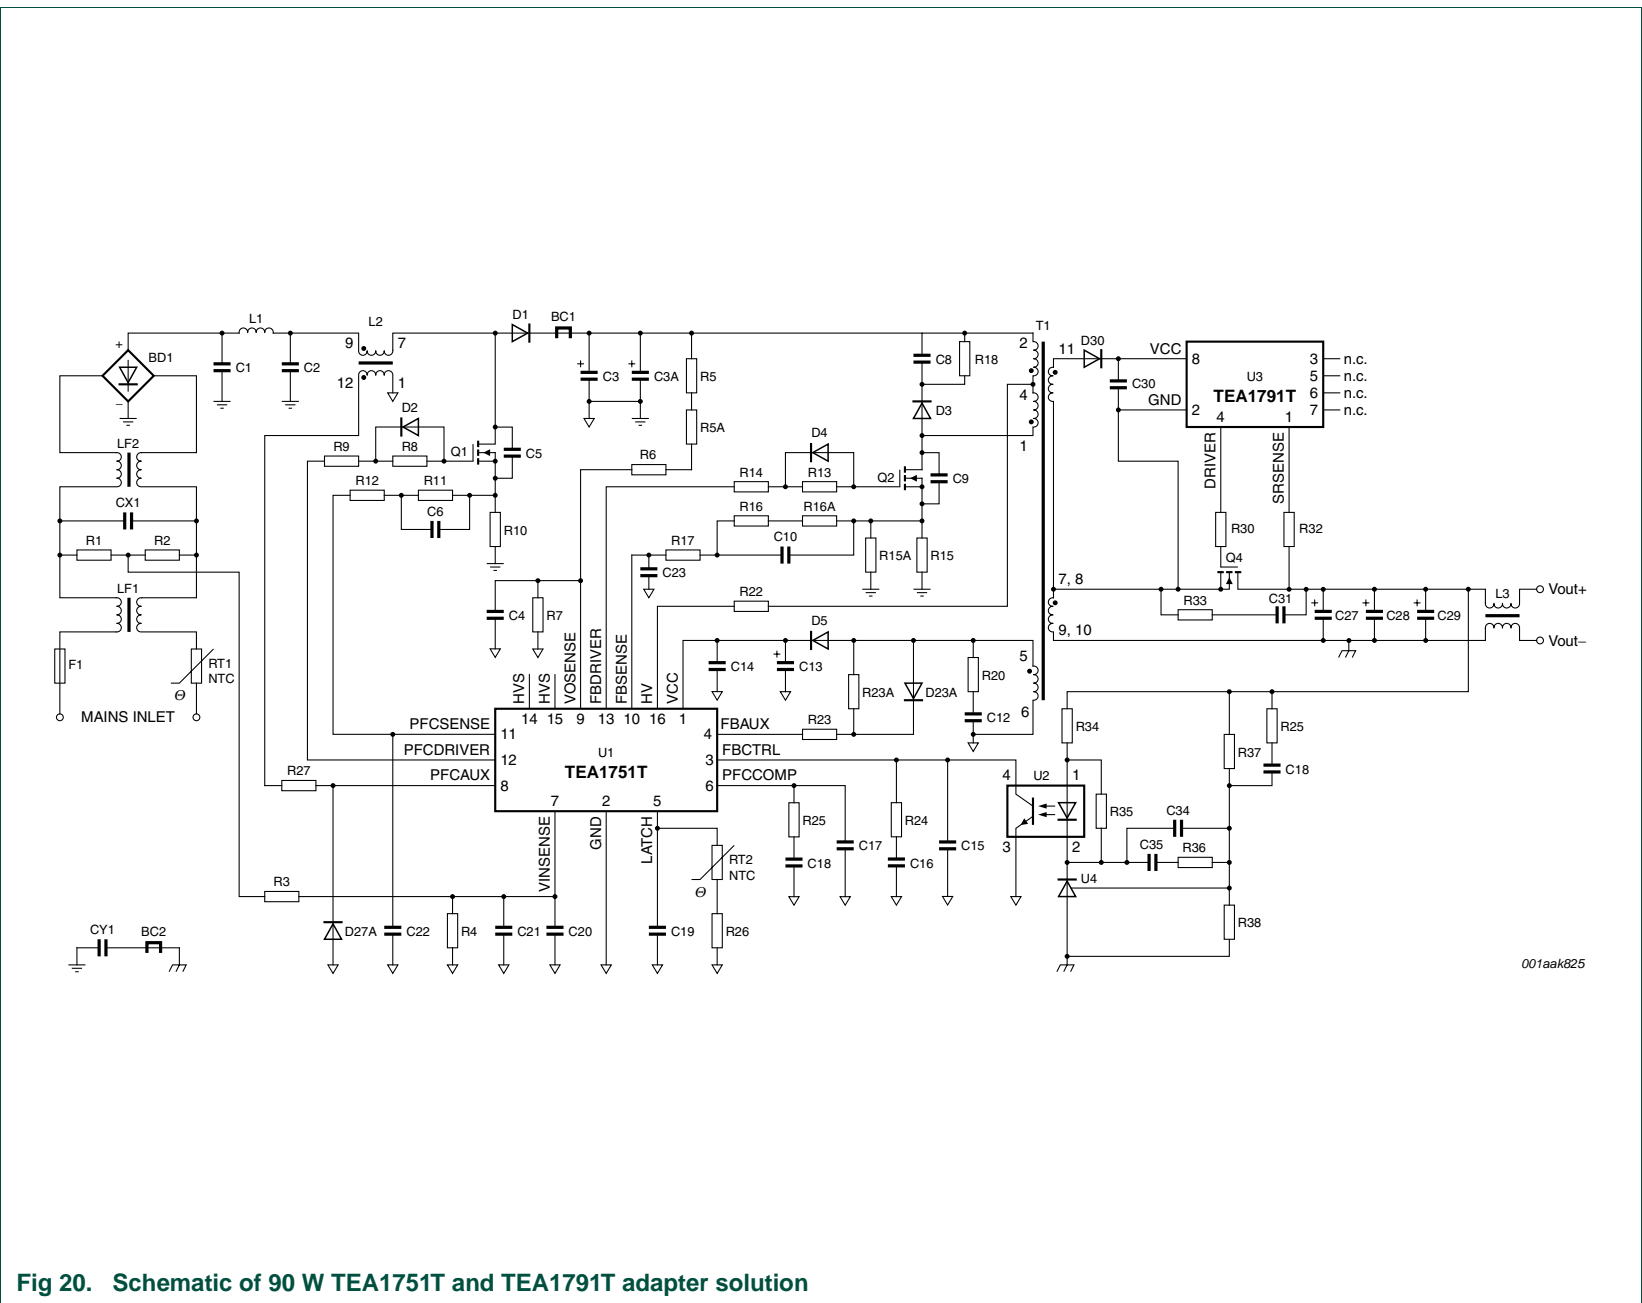 L1
L2
D1
BC1
T1
+
BD1
–
C1
C2
9
7
12
1
+
C3
+
C3A
R5
R5A
C8
R18
D3
2
4
1
11
D30
VCC
8
C30
GND
2
U3
TEA1791T
3
n.c.
5
n.c.
6
n.c.
7
n.c.
4
1
DRIVER
SRSENSE
D2
R9
R8
Q1
C5
R12
R11
C6
R10
R6
D4
R14
R13
Q2
C9
R16
R16A
C10
R17
C23
R15A
R15
R30
R32
Q4
LF2
CX1
R1
R2
LF1
F1
RT1
NTC
Θ
MAINS INLET
C4
R7
R22
7, 8
9, 10
R33
C31
+
C27
+
C28
+
C29
L3
Vout+
Vout–
HVS
HVS
VOSENSE
FBDRIVER
FBSENSE
HV
VCC
14
15
9
13
10
16
1
D5
C14
+
C13
R23A
D23A
R20
C12
5
6
PFCSENSE
11
PFCDRIVER
12
PFCAUX
8
U1
TEA1751T
4
FBAUX
R23
3
FBCTRL
6
PFCCOMP
7
2
5
VINSENSE
GND
LATCH
R27
R25
C18
C17
R24
C16
C15
4
U2
1
3
2
R34
R35
R37
R25
C18
C34
C35
R36
U4
R38
RT2
NTC
Θ
R3
D27A
C22
R4
C21
C20
C19
R26
CY1
BC2
001aak825
Fig 20. Schematic of 90 W TEA1751T and TEA1791T adapter solution